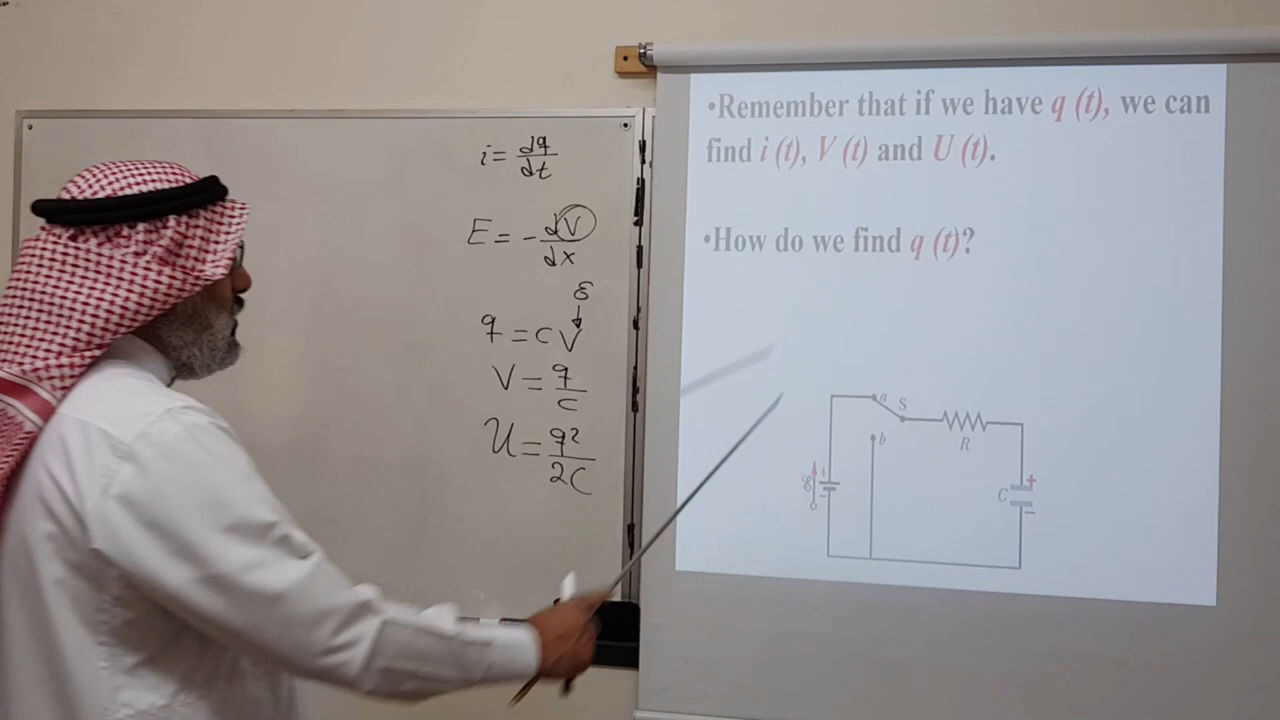 i = dq/dt
E = - dV/dx
ε
q = cV
V = q/c
U = q²/2C
•Remember that if we have q (t), we can
find i (t), V (t) and U (t).
•How do we find q (t)?
a
S
b
R
ℰ
+
−
C
+
−